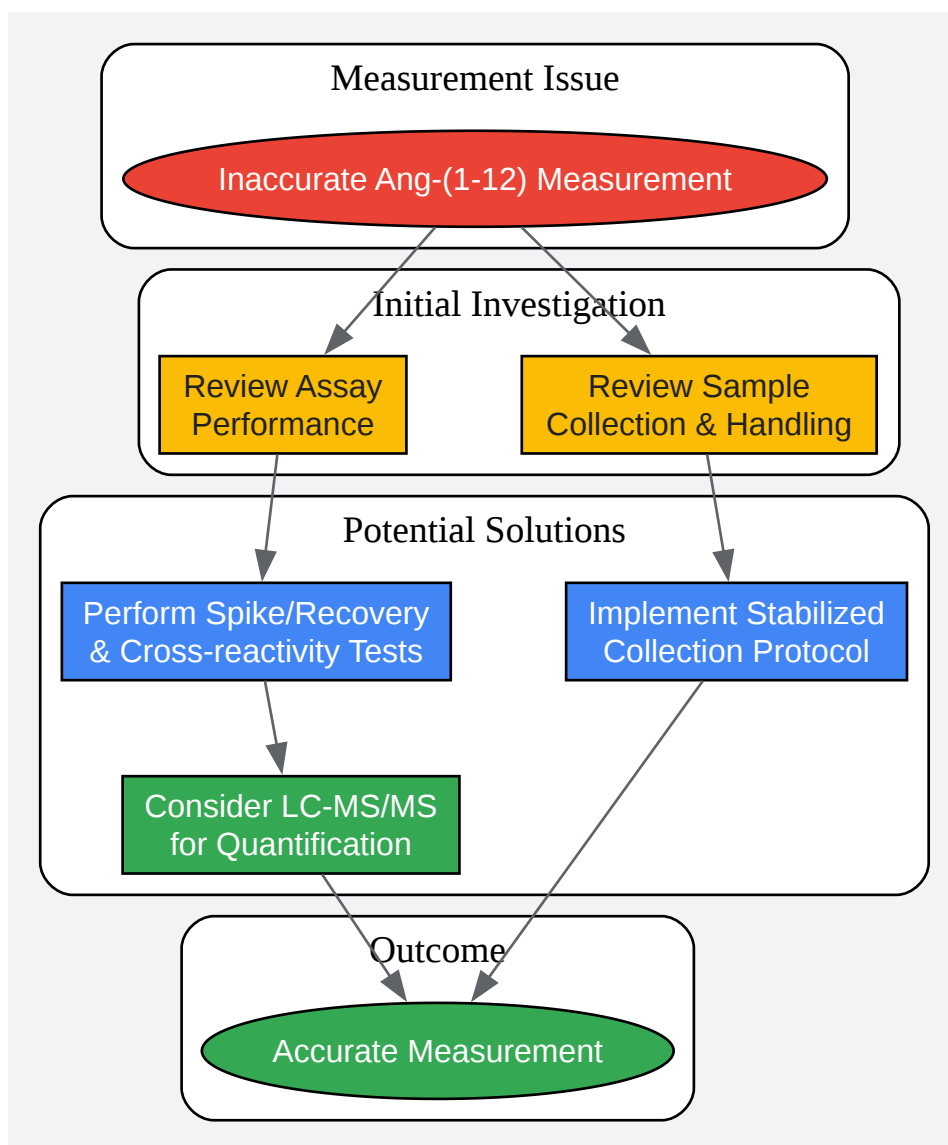 Measurement Issue
Inaccurate Ang-(1-12) Measurement
Initial Investigation
Review Assay
Performance
Review Sample
Collection & Handling
Potential Solutions
Perform Spike/Recovery
& Cross-reactivity Tests
Implement Stabilized
Collection Protocol
Consider LC-MS/MS
for Quantification
Outcome
Accurate Measurement